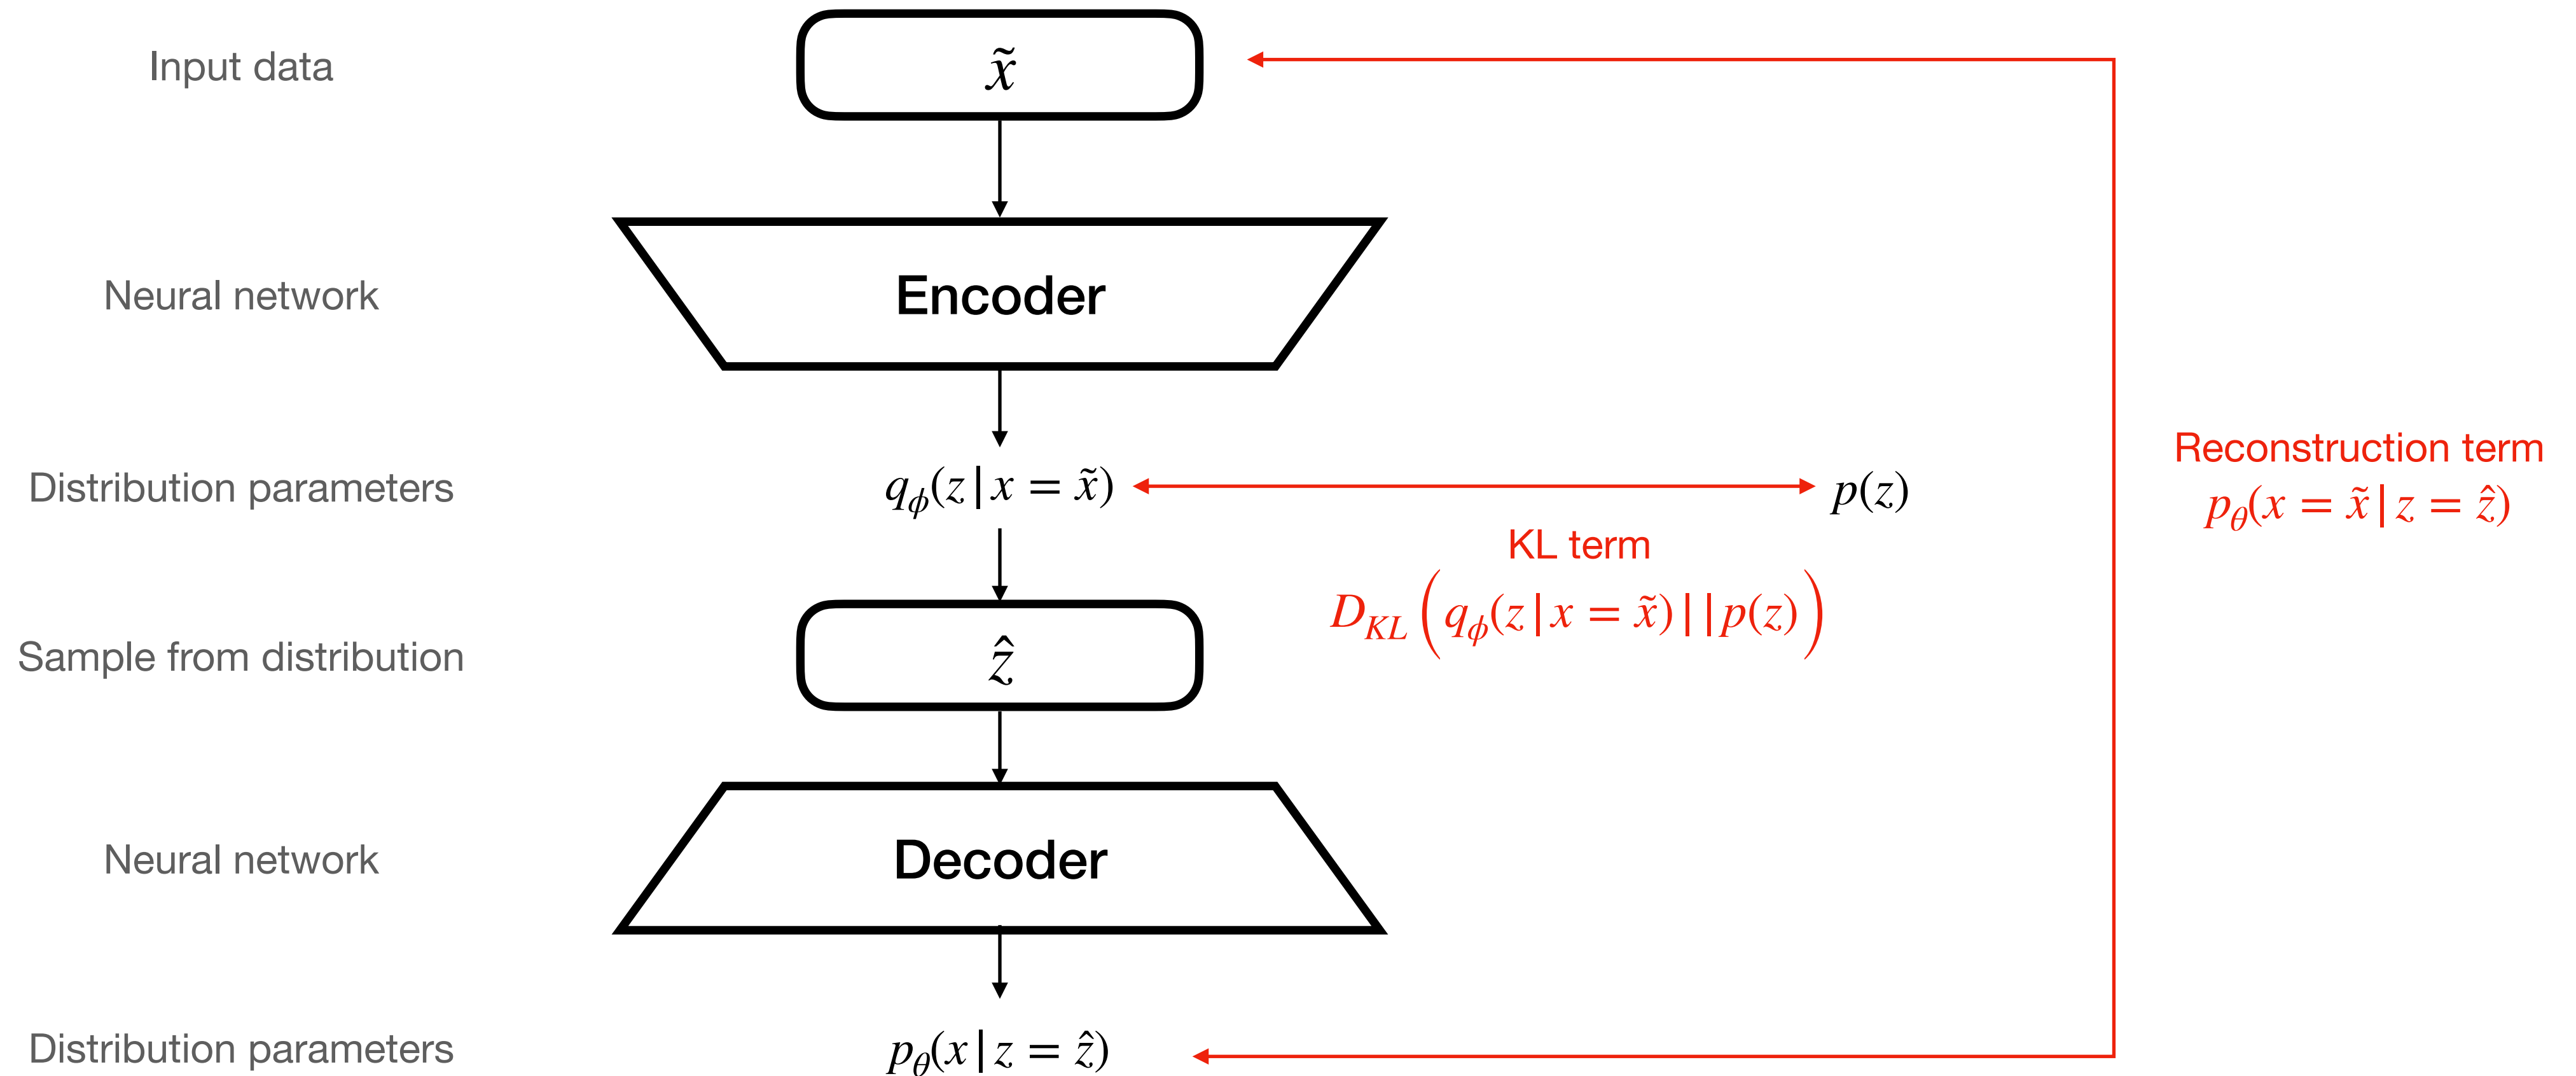 Input data
x̃
Neural network
Encoder
Distribution parameters
q_ϕ(z|x = x̃)
p(z)
Reconstruction term
p_θ(x = x̃|z = ẑ)
KL term
D_KL(q_ϕ(z|x = x̃)||p(z))
Sample from distribution
ẑ
Neural network
Decoder
Distribution parameters
p_θ(x|z = ẑ)